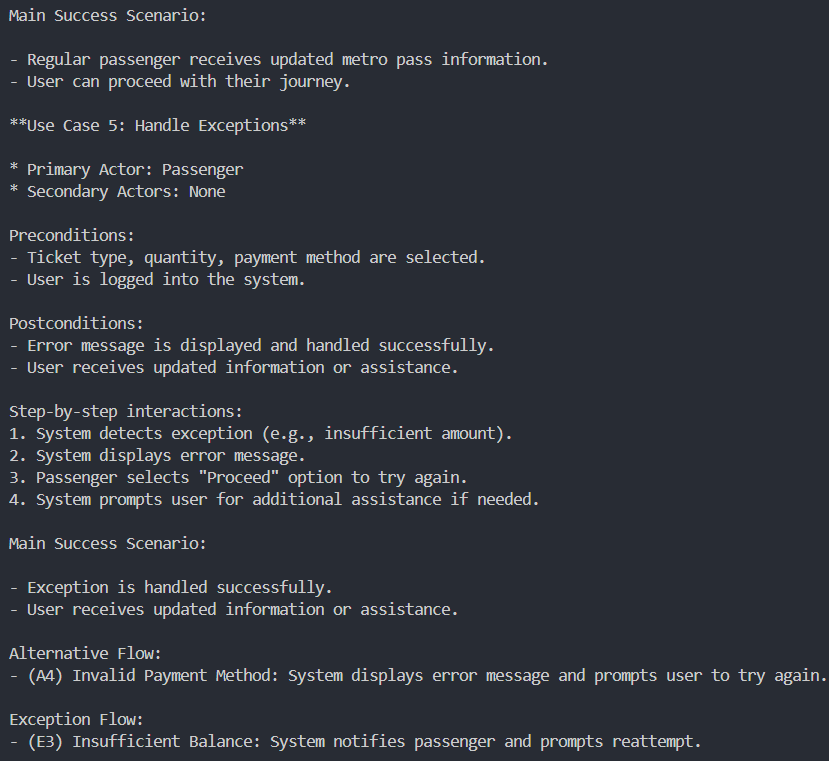 Main Success Scenario:
- Regular passenger receives updated metro pass information.
- User can proceed with their journey.
**Use Case 5: Handle Exceptions**
* Primary Actor: Passenger
* Secondary Actors: None
Preconditions:
- Ticket type, quantity, payment method are selected.
- User is logged into the system.
Postconditions:
- Error message is displayed and handled successfully.
- User receives updated information or assistance.
Step-by-step interactions:
1. System detects exception (e.g., insufficient amount).
2. System displays error message.
3. Passenger selects "Proceed" option to try again.
4. System prompts user for additional assistance if needed.
Main Success Scenario:
- Exception is handled successfully.
- User receives updated information or assistance.
Alternative Flow:
- (A4) Invalid Payment Method: System displays error message and prompts user to try again.
Exception Flow:
- (E3) Insufficient Balance: System notifies passenger and prompts reattempt.